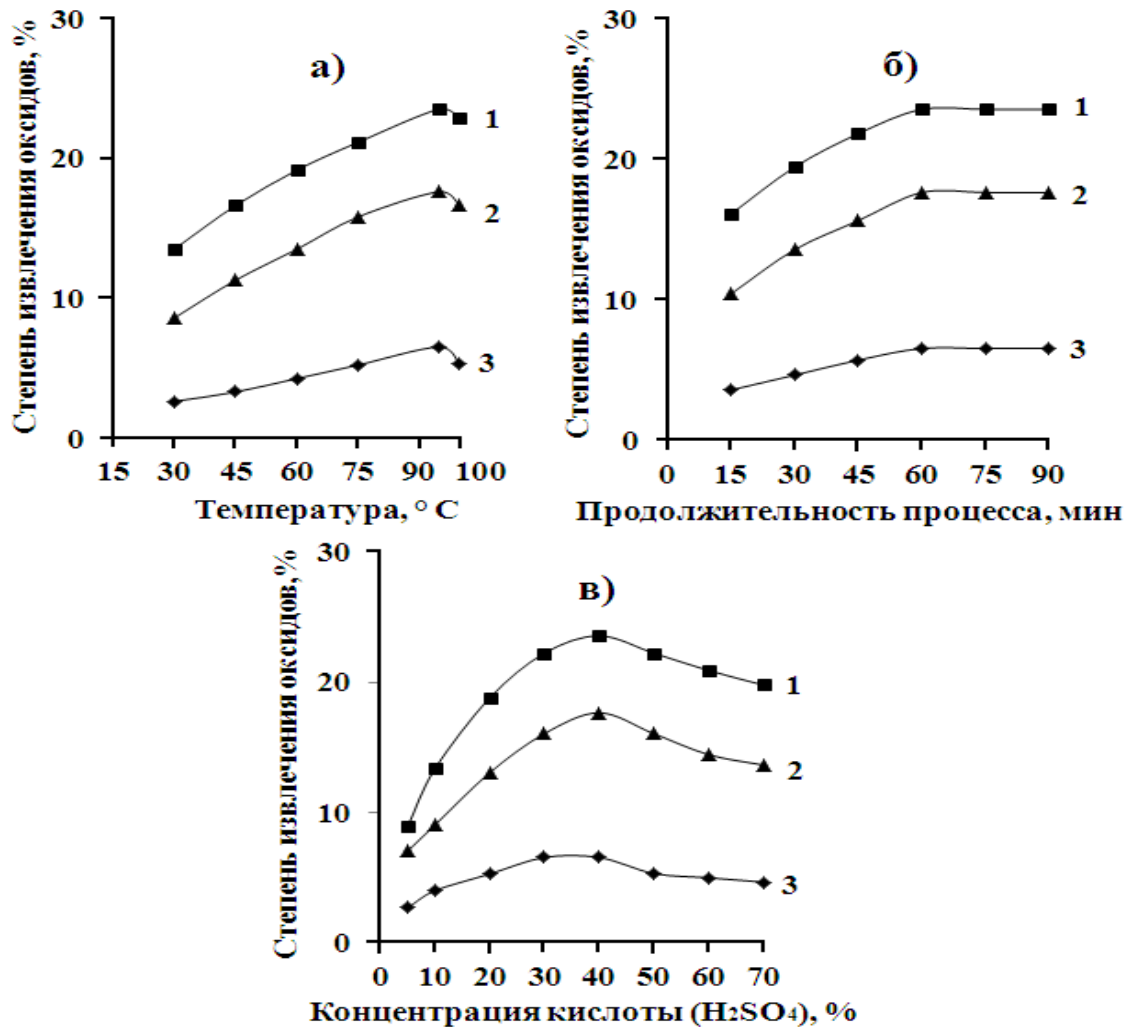 Степень извлечения оксидов, %
30
20
10
0
а)
1
2
3
15 30 45 60 75 90 100
Температура, ° C
Степень извлечения оксидов, %
30
20
10
0
б)
1
2
3
0 15 30 45 60 75 90
Продолжительность процесса, мин
Степень извлечения оксидов,%
30
20
10
0
в)
1
2
3
0 10 20 30 40 50 60 70
Концентрация кислоты (H₂SO₄), %